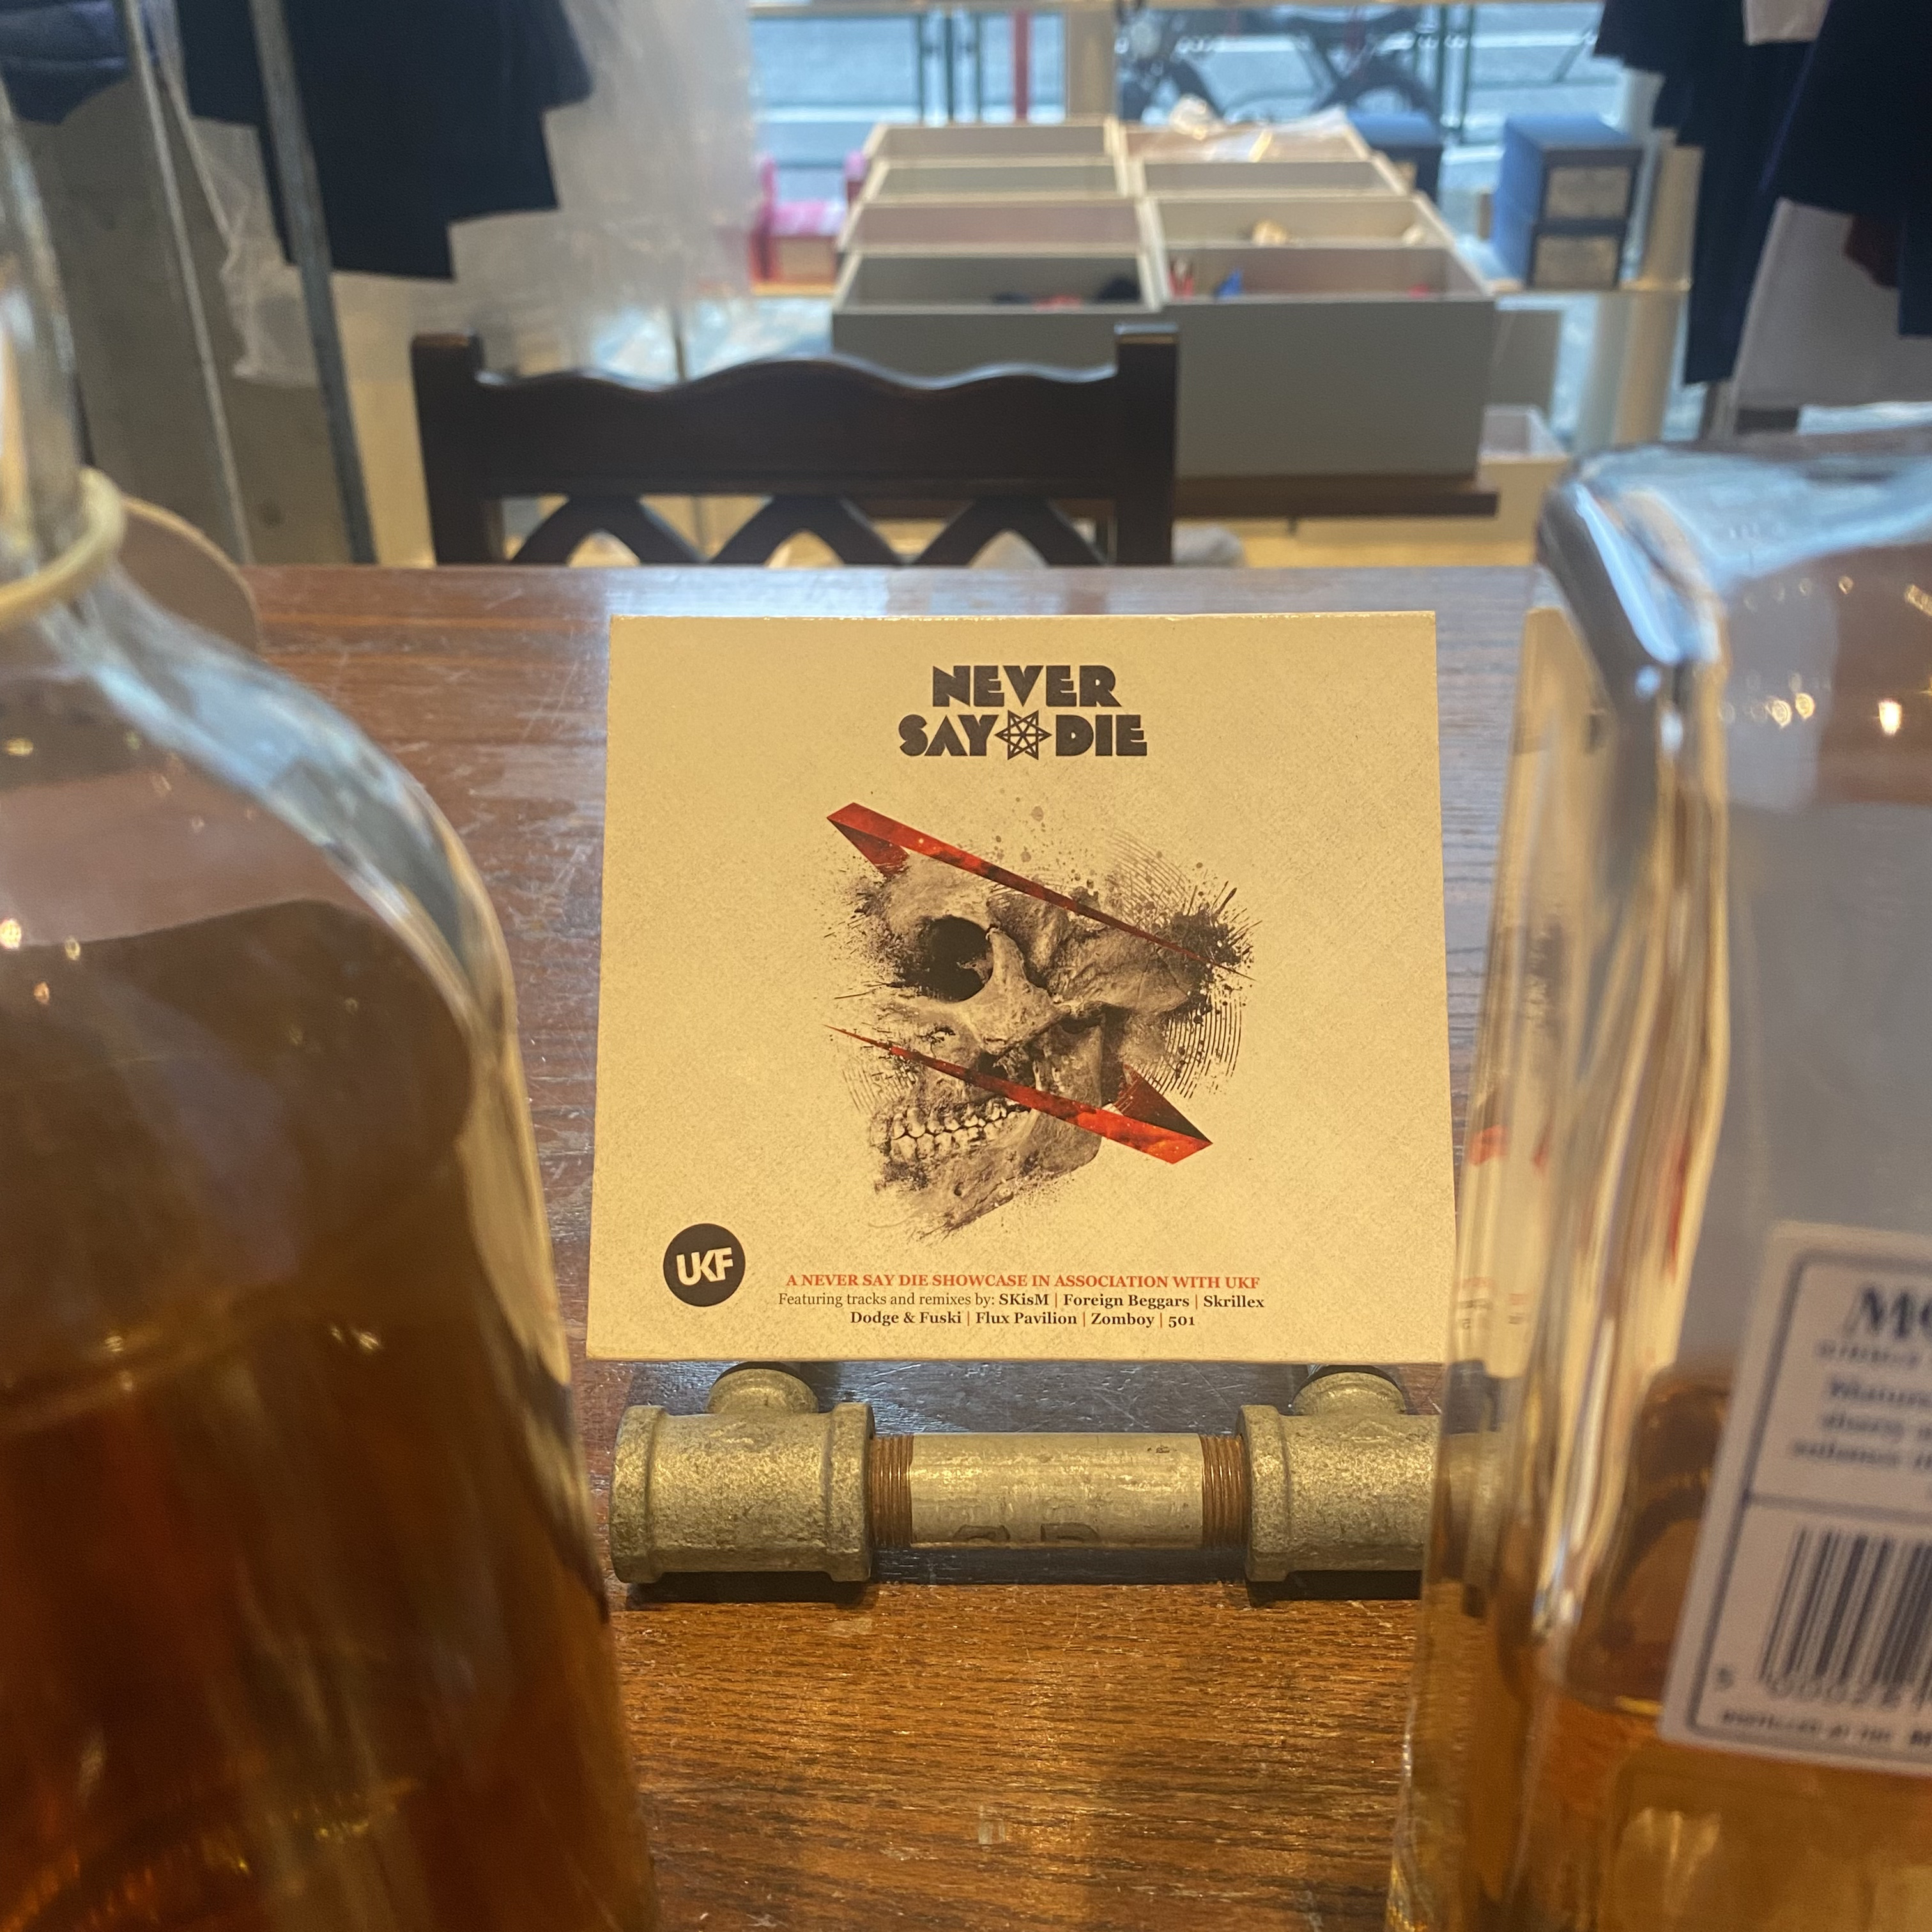 NEVER
SAY DIE
UKF
A NEVER SAY DIE SHOWCASE IN ASSOCIATION WITH UKF
Featuring tracks and remixes by: SKisM | Foreign Beggars | Skrillex
Dodge & Fuski | Flux Pavilion | Zomboy | 501